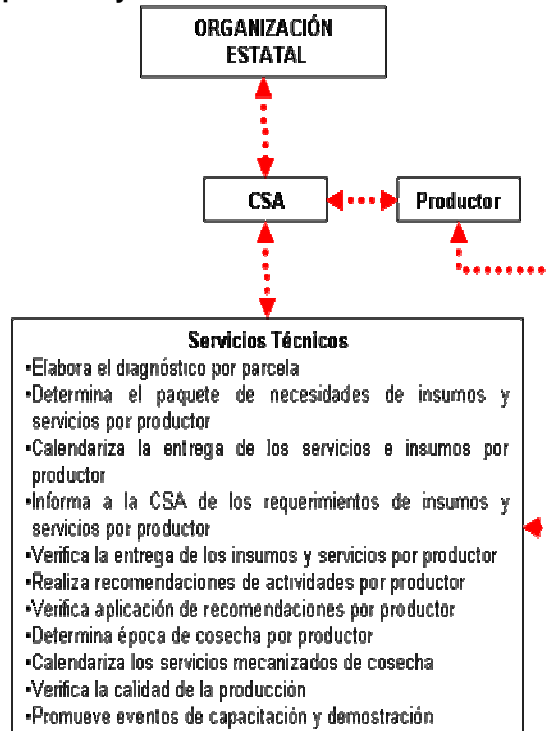 ORGANIZACIÓN
ESTATAL
CSA
Productor
Servicios Técnicos
•Elabora el diagnóstico por parcela
•Determina el paquete de necesidades de insumos y
servicios por productor
•Calendariza la entrega de los servicios e insumos por
productor
•Informa a la CSA de los requerimientos de insumos y
servicios por productor
•Verifica la entrega de los insumos y servicios por productor
•Realiza recomendaciones de actividades por productor
•Verifica aplicación de recomendaciones por productor
•Determina época de cosecha por productor
•Calendariza los servicios mecanizados de cosecha
•Verifica la calidad de la producción
•Promueve eventos de capacitación y demostración